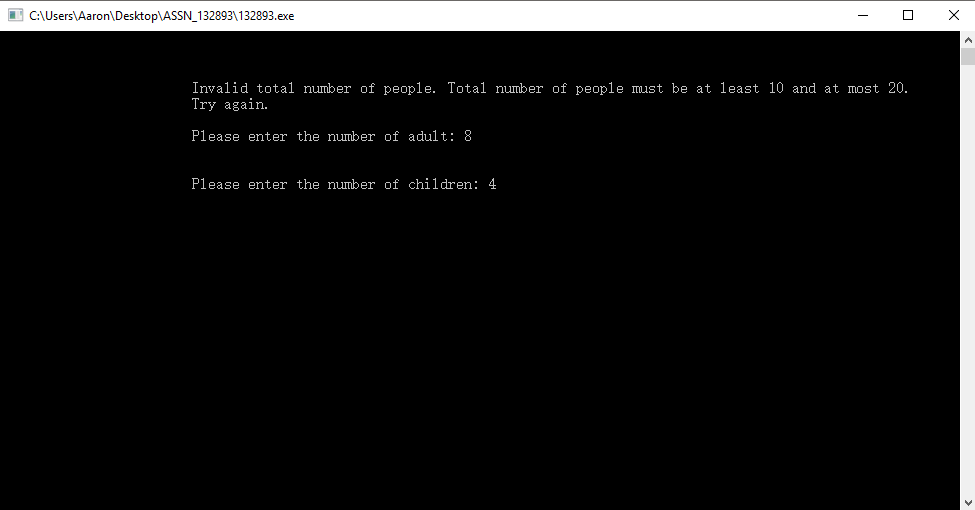 C:\Users\Aaron\Desktop\ASSN_132893\132893.exe
Invalid total number of people. Total number of people must be at least 10 and at most 20.
Try again.
Please enter the number of adult: 8
Please enter the number of children: 4